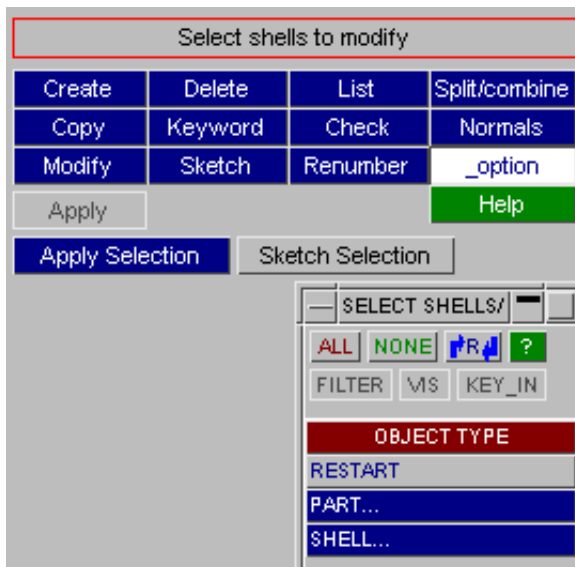 Select shells to modify
Create Delete List Split/combine
Copy Keyword Check Normals
Modify Sketch Renumber _option
Apply Help
Apply Selection Sketch Selection
SELECT SHELLS/
ALL NONE R ?
FILTER VIS KEY_IN
OBJECT TYPE
RESTART
PART...
SHELL...